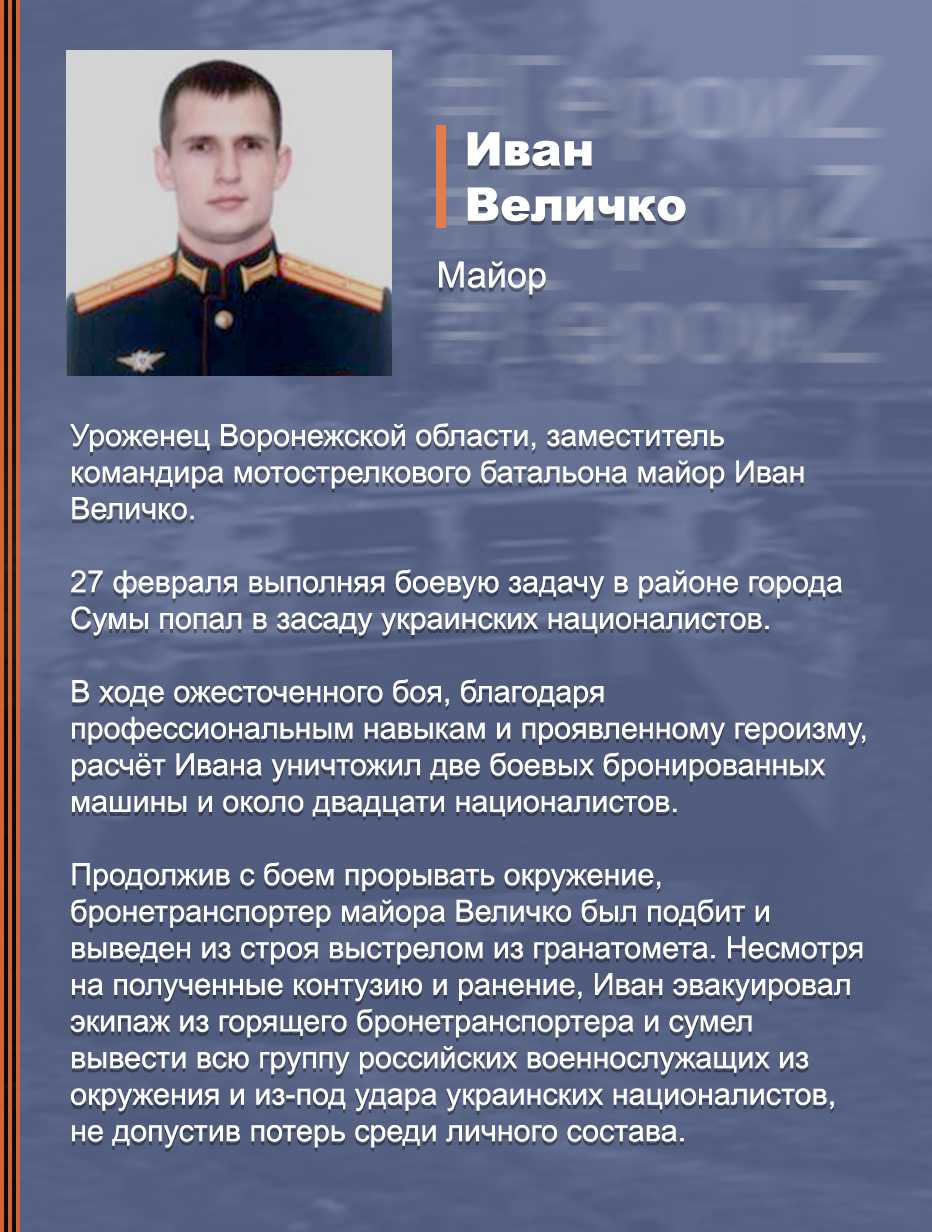 #ГероиZ
#ГероиZ
#ГероиZ
Иван
Величко
Майор
Уроженец Воронежской области, заместитель
командира мотострелкового батальона майор Иван
Величко.
27 февраля выполняя боевую задачу в районе города
Сумы попал в засаду украинских националистов.
В ходе ожесточенного боя, благодаря
профессиональным навыкам и проявленному героизму,
расчёт Ивана уничтожил две боевых бронированных
машины и около двадцати националистов.
Продолжив с боем прорывать окружение,
бронетранспортер майора Величко был подбит и
выведен из строя выстрелом из гранатомета. Несмотря
на полученные контузию и ранение, Иван эвакуировал
экипаж из горящего бронетранспортера и сумел
вывести всю группу российских военнослужащих из
окружения и из-под удара украинских националистов,
не допустив потерь среди личного состава.